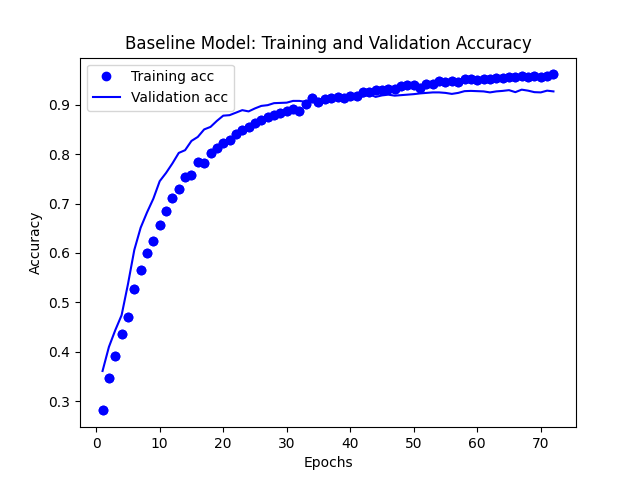 Baseline Model: Training and Validation Accuracy
Training acc
Validation acc
Accuracy
0.9
0.8
0.7
0.6
0.5
0.4
0.3
0 10 20 30 40 50 60 70
Epochs